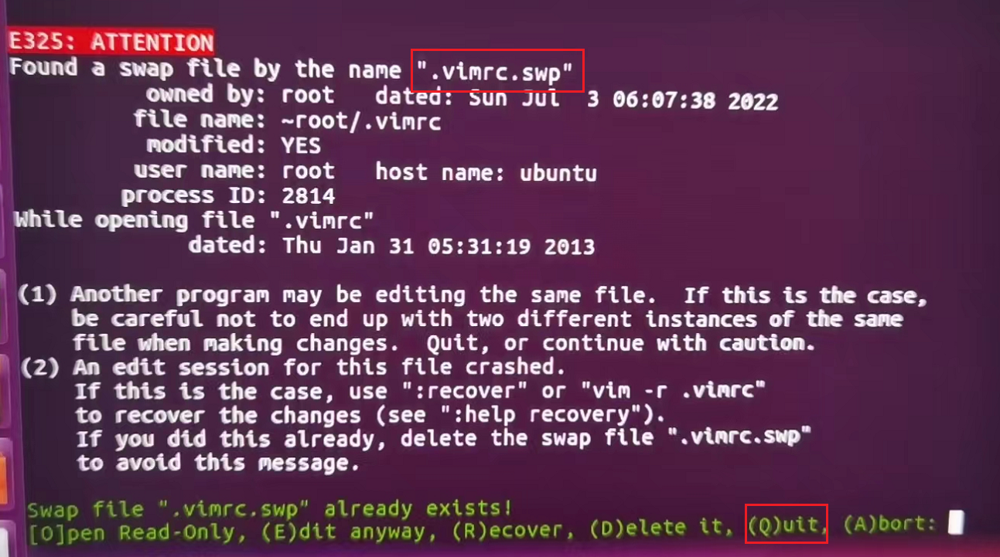 E325: ATTENTION
Found a swap file by the name ".vimrc.swp"
owned by: root dated: Sun Jul 3 06:07:38 2022
file name: ~root/.vimrc
modified: YES
user name: root host name: ubuntu
process ID: 2814
While opening file ".vimrc"
dated: Thu Jan 31 05:31:19 2013
(1) Another program may be editing the same file. If this is the case,
be careful not to end up with two different instances of the same
file when making changes. Quit, or continue with caution.
(2) An edit session for this file crashed.
If this is the case, use ":recover" or "vim -r .vimrc"
to recover the changes (see ":help recovery").
If you did this already, delete the swap file ".vimrc.swp"
to avoid this message.
Swap file ".vimrc.swp" already exists!
[O]pen Read-Only, (E)dit anyway, (R)ecover, (D)elete it, (Q)uit, (A)bort: